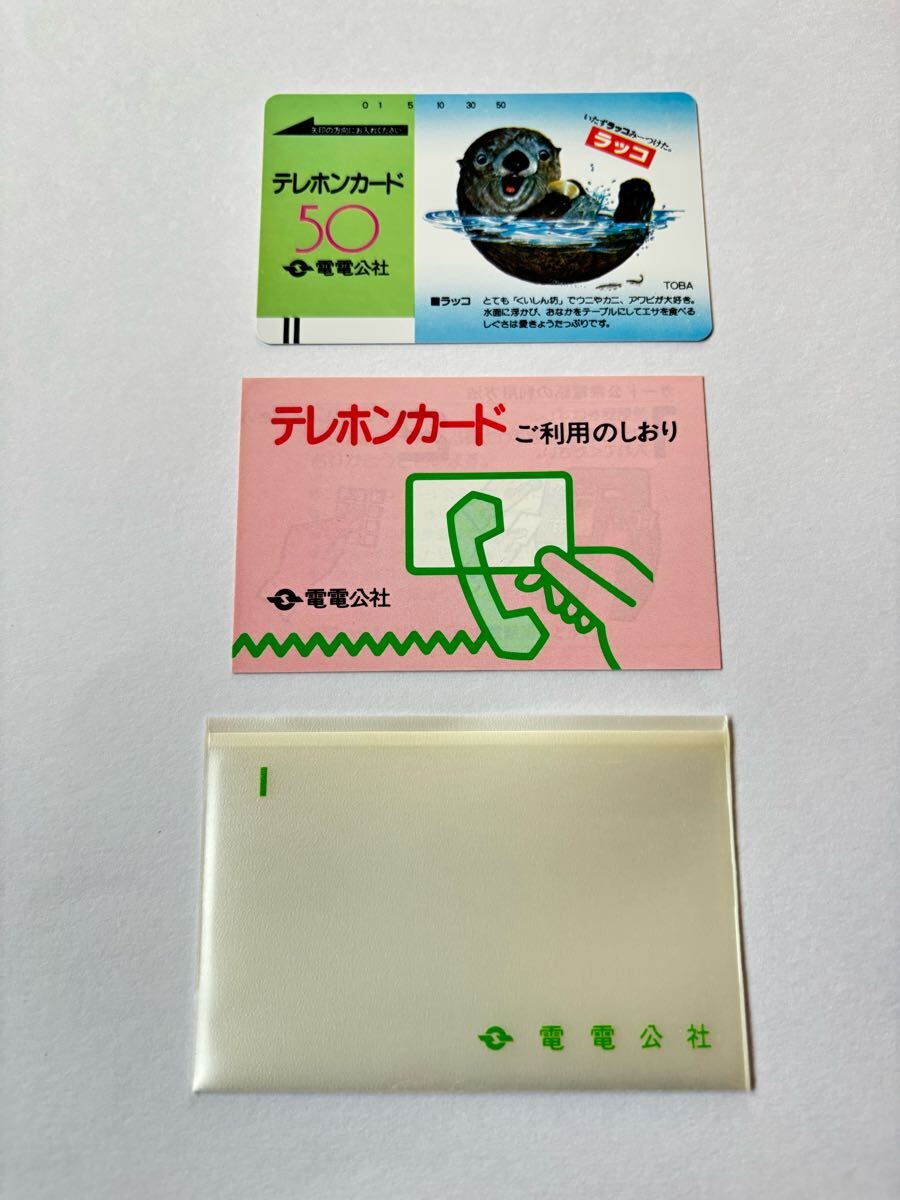 0 1 5 10 30 50
矢印の方向にお入れください
テレホンカード
50
電電公社
いたずラッコみーつけた。
ラッコ
TOBA
■ラッコ とても「くいしん坊」でウニやカニ、アワビが大好き。
水面に浮かび、おなかをテーブルにしてエサを食べる
しぐさは愛きょうたっぷりです。
テレホンカード ご利用のしおり
電電公社
電電公社